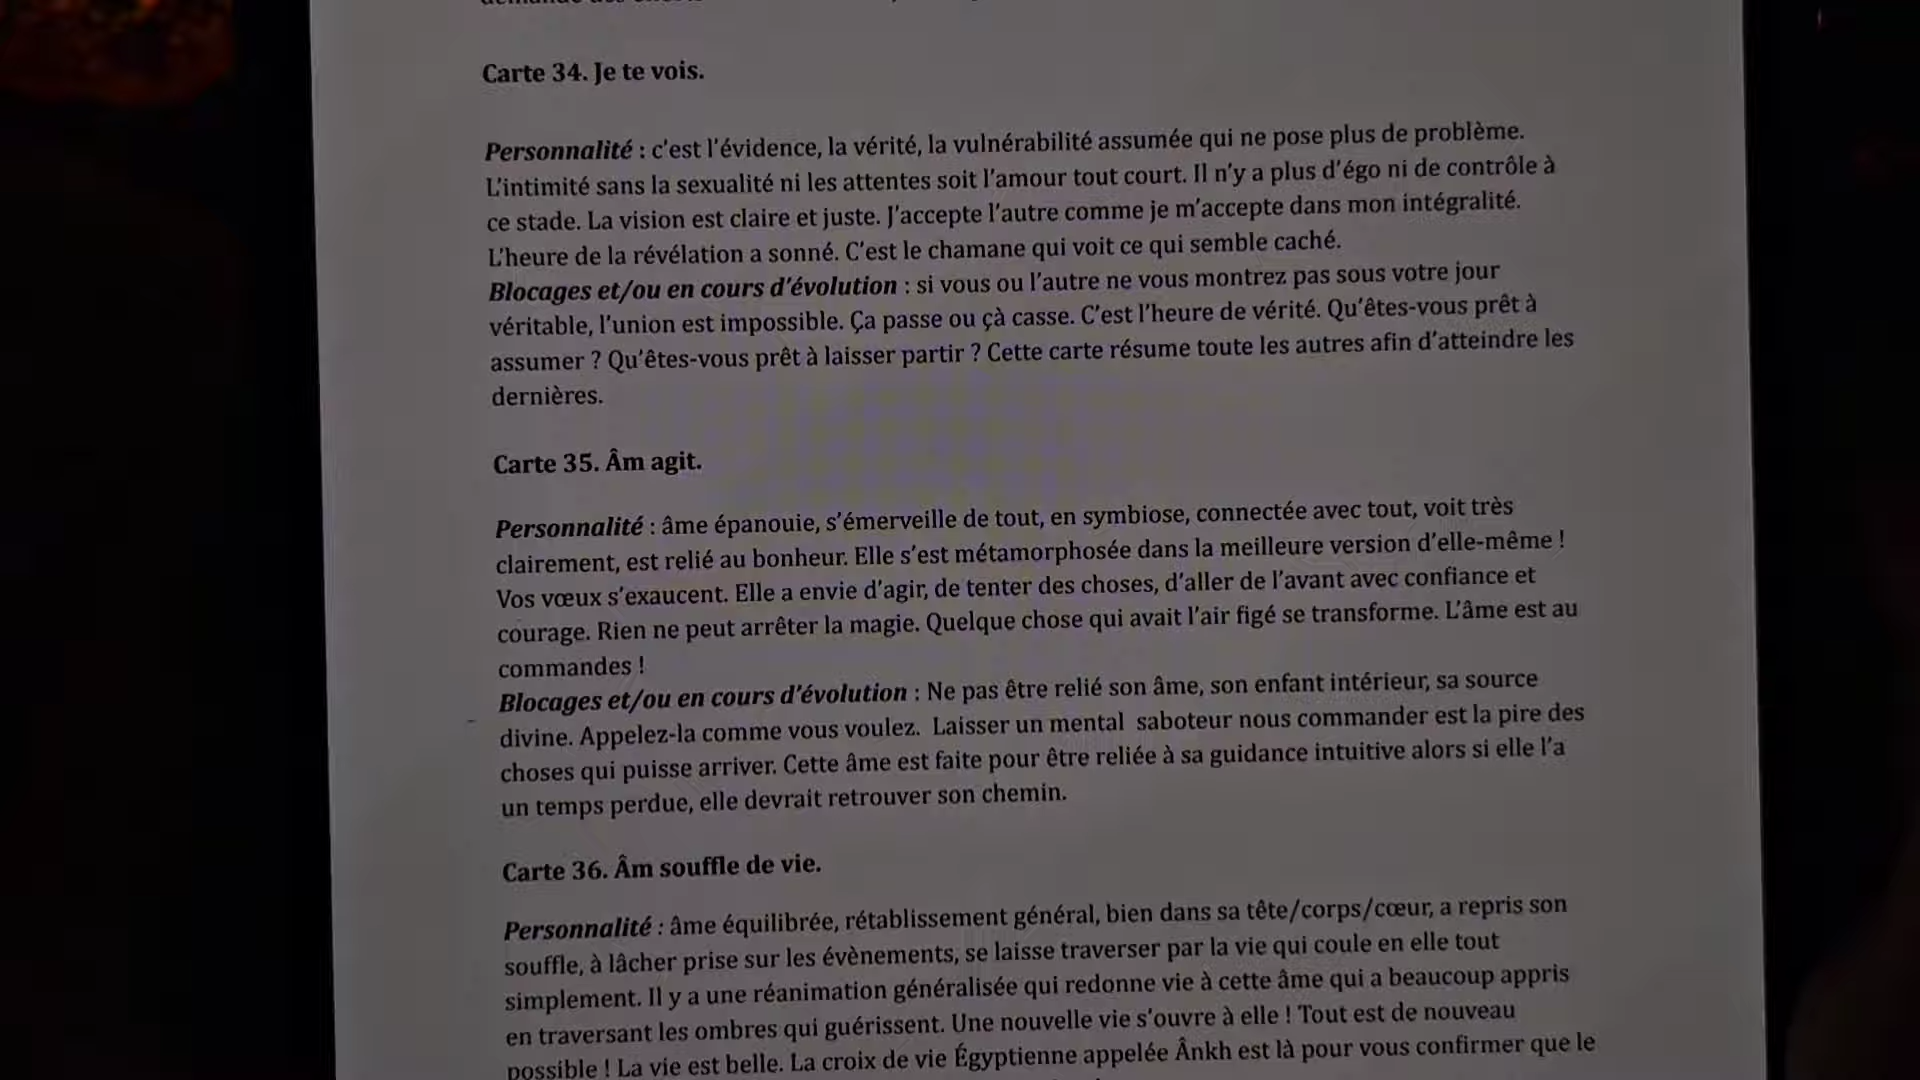 Carte 34. Je te vois.
Personnalité : c'est l'évidence, la vérité, la vulnérabilité assumée qui ne pose plus de problème.
L'intimité sans la sexualité ni les attentes soit l'amour tout court. Il n'y a plus d'égo ni de contrôle à
ce stade. La vision est claire et juste. J'accepte l'autre comme je m'accepte dans mon intégralité.
L'heure de la révélation a sonné. C'est le chamane qui voit ce qui semble caché.
Blocages et/ou en cours d'évolution : si vous ou l'autre ne vous montrez pas sous votre jour
véritable, l'union est impossible. Ça passe ou çà casse. C'est l'heure de vérité. Qu'êtes-vous prêt à
assumer ? Qu'êtes-vous prêt à laisser partir ? Cette carte résume toute les autres afin d'atteindre les
dernières.
Carte 35. Âm agit.
Personnalité : âme épanouie, s'émerveille de tout, en symbiose, connectée avec tout, voit très
clairement, est relié au bonheur. Elle s'est métamorphosée dans la meilleure version d'elle-même !
Vos vœux s'exaucent. Elle a envie d'agir, de tenter des choses, d'aller de l'avant avec confiance et
courage. Rien ne peut arrêter la magie. Quelque chose qui avait l'air figé se transforme. L'âme est au
commandes !
Blocages et/ou en cours d'évolution : Ne pas être relié son âme, son enfant intérieur, sa source
divine. Appelez-la comme vous voulez. Laisser un mental saboteur nous commander est la pire des
choses qui puisse arriver. Cette âme est faite pour être reliée à sa guidance intuitive alors si elle l'a
un temps perdue, elle devrait retrouver son chemin.
Carte 36. Âm souffle de vie.
Personnalité : âme équilibrée, rétablissement général, bien dans sa tête/corps/cœur, a repris son
souffle, à lâcher prise sur les évènements, se laisse traverser par la vie qui coule en elle tout
simplement. Il y a une réanimation généralisée qui redonne vie à cette âme qui a beaucoup appris
en traversant les ombres qui guérissent. Une nouvelle vie s'ouvre à elle ! Tout est de nouveau
possible ! La vie est belle. La croix de vie Égyptienne appelée Ânkh est là pour vous confirmer que le